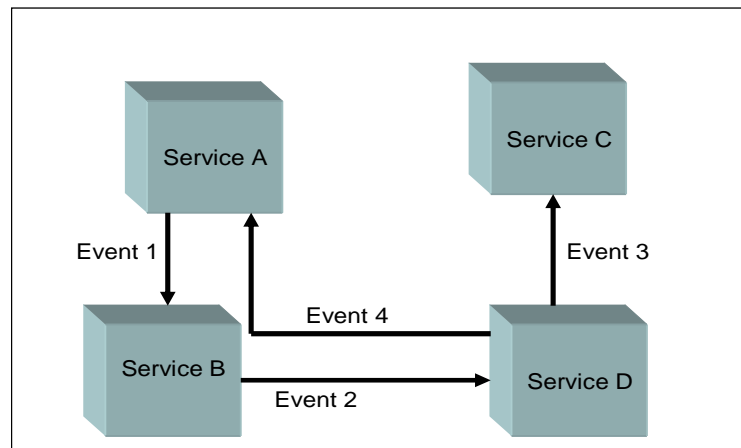 Service A
Service C
Event 1
Event 3
Event 4
Service B
Service D
Event 2